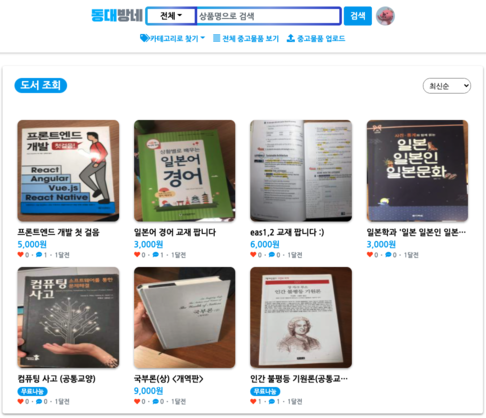 동대방네
전체
상품명으로 검색
검색
카테고리로 찾기
전체 중고물품 보기
중고물품 업로드
도서 조회
최신순
프론트엔드
개발 첫걸음
React
Angular
Vue.js
React Native
상황별로 배우는
일본어
경어
일본
일본인
일본문화
프론트엔드 개발 첫 걸음
5,000원
0 · 1 · 1달전
일본어 경어 교재 팝니다
3,000원
0 · 1 · 1달전
eas1,2 교재 팝니다 :)
6,000원
0 · 0 · 1달전
일본학과 '일본 일본인 일본...
3,000원
0 · 0 · 1달전
컴퓨팅
사고
국부론
인간 불평등 기원론
컴퓨팅 사고 (공통교양)
무료나눔
0 · 0 · 1달전
국부론(상) <개역판>
9,000원
0 · 0 · 1달전
인간 불평등 기원론(공통교...
무료나눔
1 · 1 · 1달전